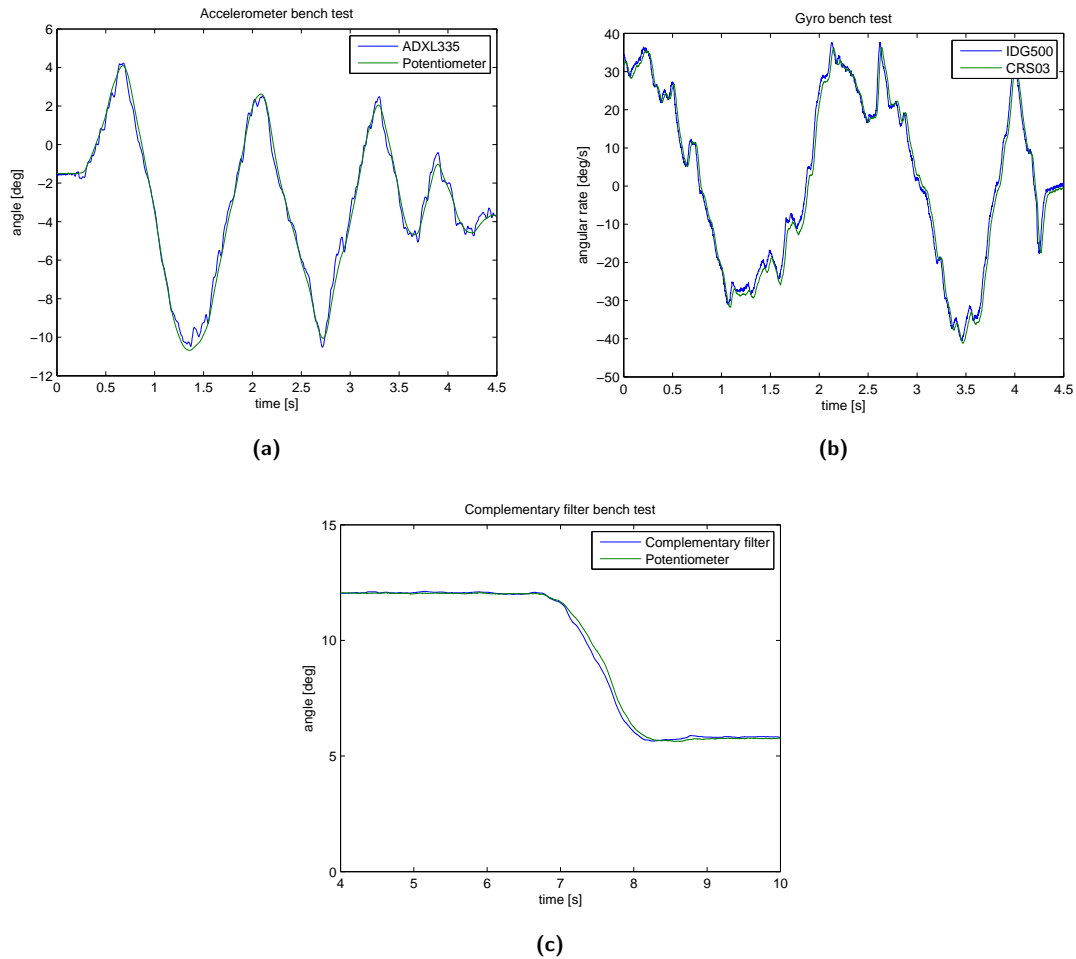 Accelerometer bench test
ADXL335
Potentiometer
6
4
2
0
−2
−4
−6
−8
−10
−12
angle [deg]
0 0.5 1 1.5 2 2.5 3 3.5 4 4.5
time [s]
(a)
Gyro bench test
IDG500
CRS03
40
30
20
10
0
−10
−20
−30
−40
−50
angular rate [deg/s]
0 0.5 1 1.5 2 2.5 3 3.5 4 4.5
time [s]
(b)
Complementary filter bench test
Complementary filter
Potentiometer
15
10
5
0
angle [deg]
4 5 6 7 8 9 10
time [s]
(c)